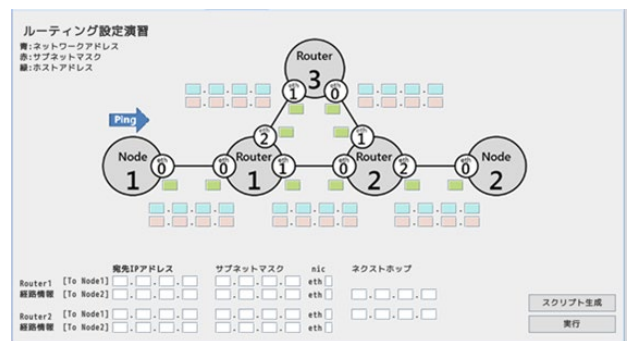 ルーティング設定演習
青:ネットワークアドレス
赤:サブネットマスク
緑:ホストアドレス
Router
3
eth
1
eth
0
Ping
eth
2
eth
1
Node
1
eth
0
eth
0
Router
1
eth
1
eth
0
Router
2
eth
2
eth
0
Node
2
宛先IPアドレス サブネットマスク nic ネクストホップ
Router1 [To Node1] . . . . . . eth
経路情報 [To Node2] . . . . . . eth . . .
Router2 [To Node1] . . . . . . eth . . .
経路情報 [To Node2] . . . . . . eth
スクリプト生成
実行